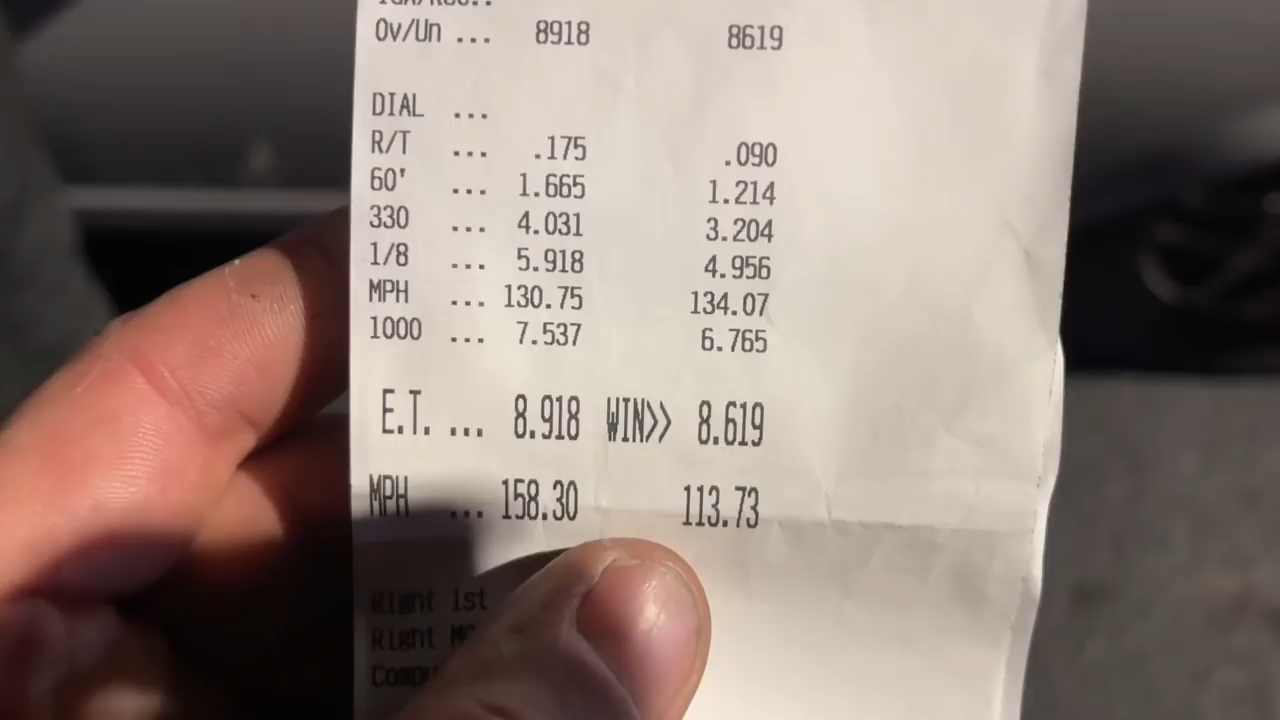 Ov/Un ... 8918 8619
DIAL ...
R/T ... .175 .090
60' ... 1.665 1.214
330 ... 4.031 3.204
1/8 ... 5.918 4.956
MPH ... 130.75 134.07
1000 ... 7.537 6.765
E.T. ... 8.918 WIN>> 8.619
MPH ... 158.30 113.73
Right 1st
Right